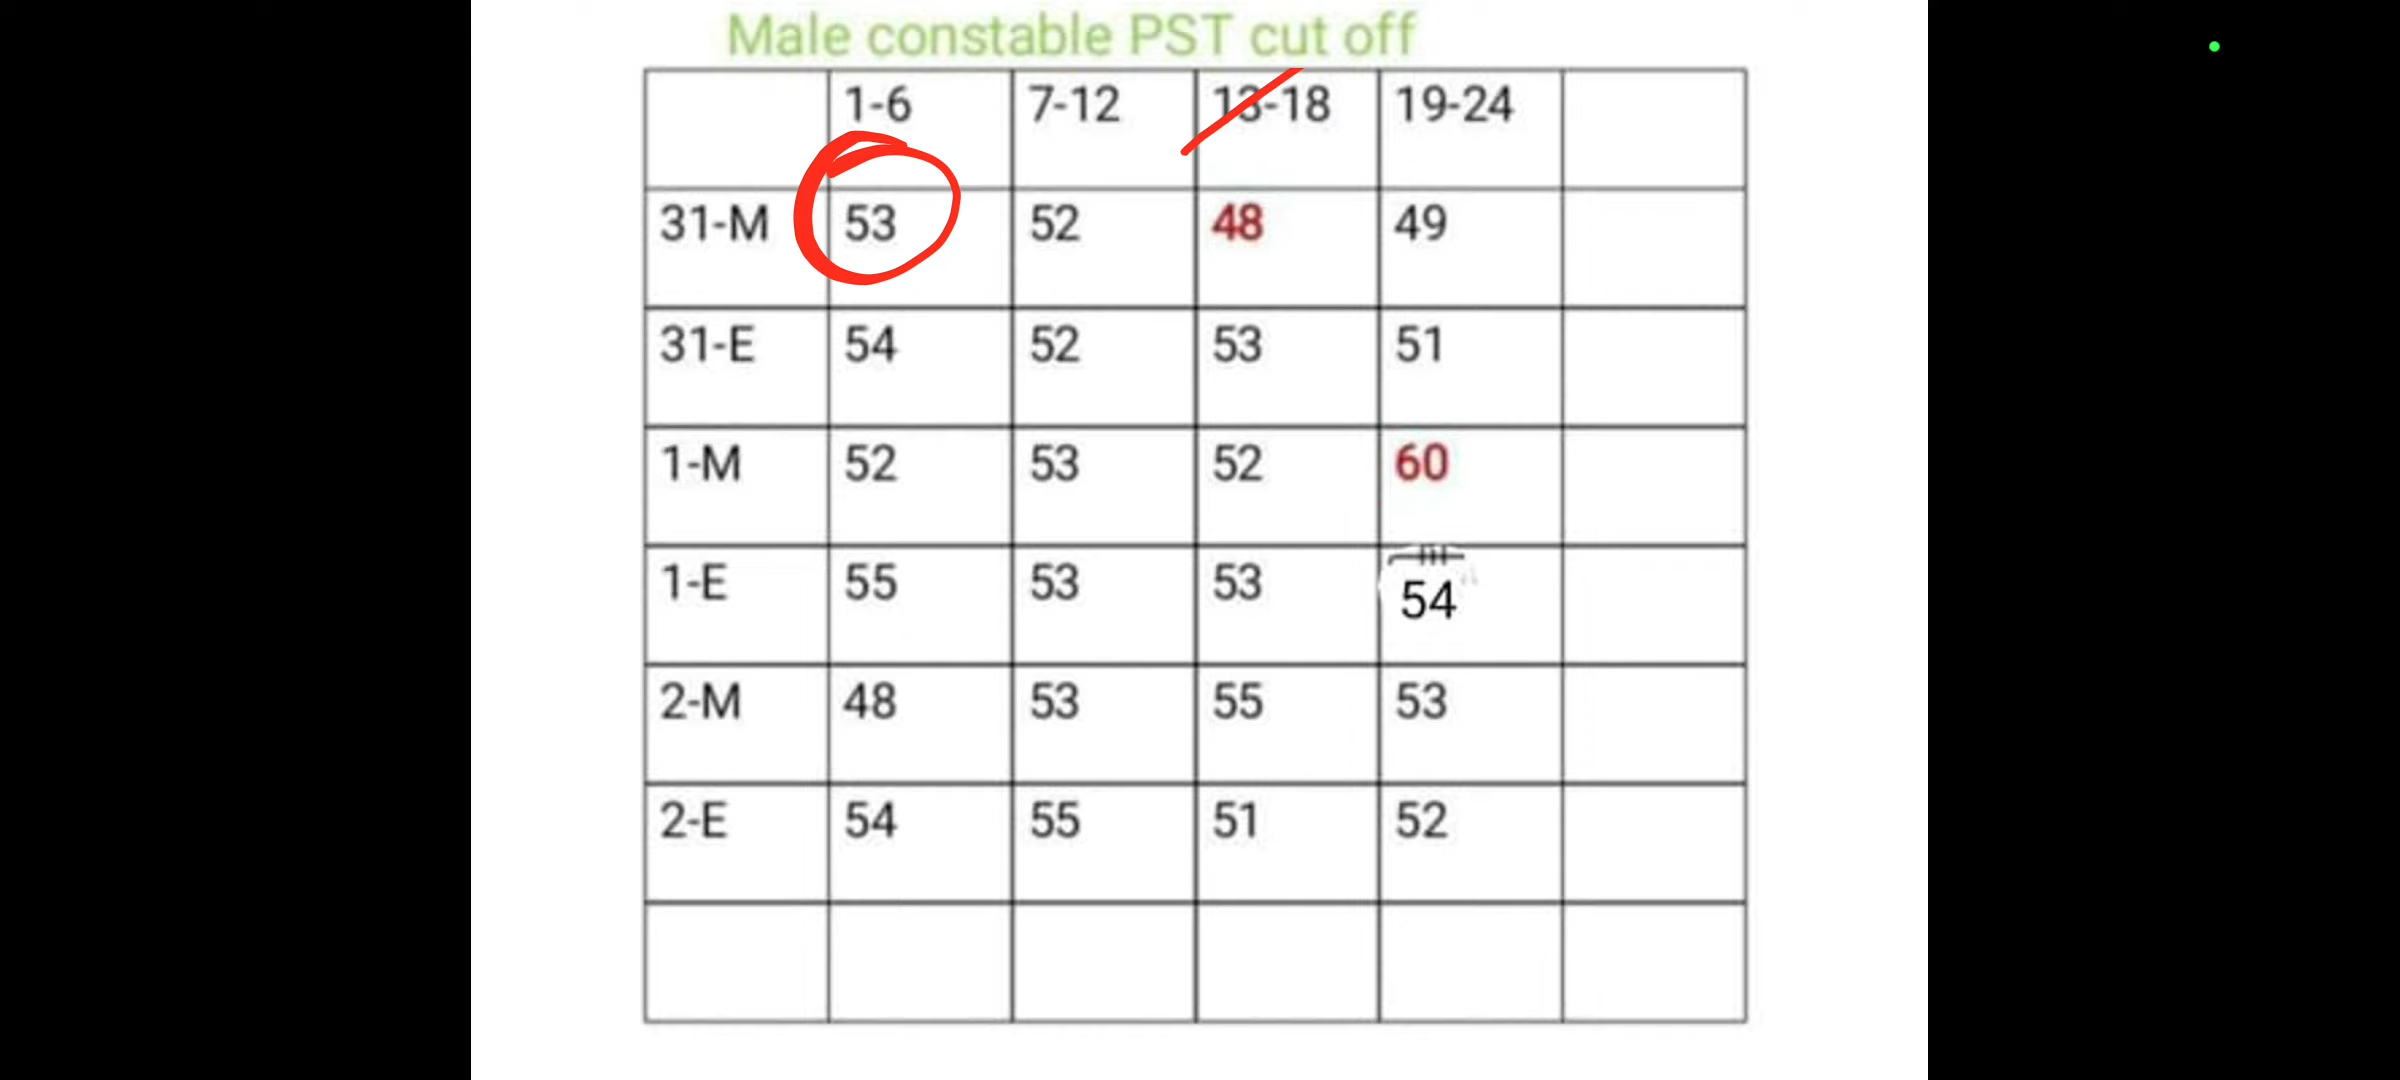 Male constable PST cut off
1-6 7-12 13-18 19-24
31-M 53 52 48 49
31-E 54 52 53 51
1-M 52 53 52 60
1-E 55 53 53 54
2-M 48 53 55 53
2-E 54 55 51 52